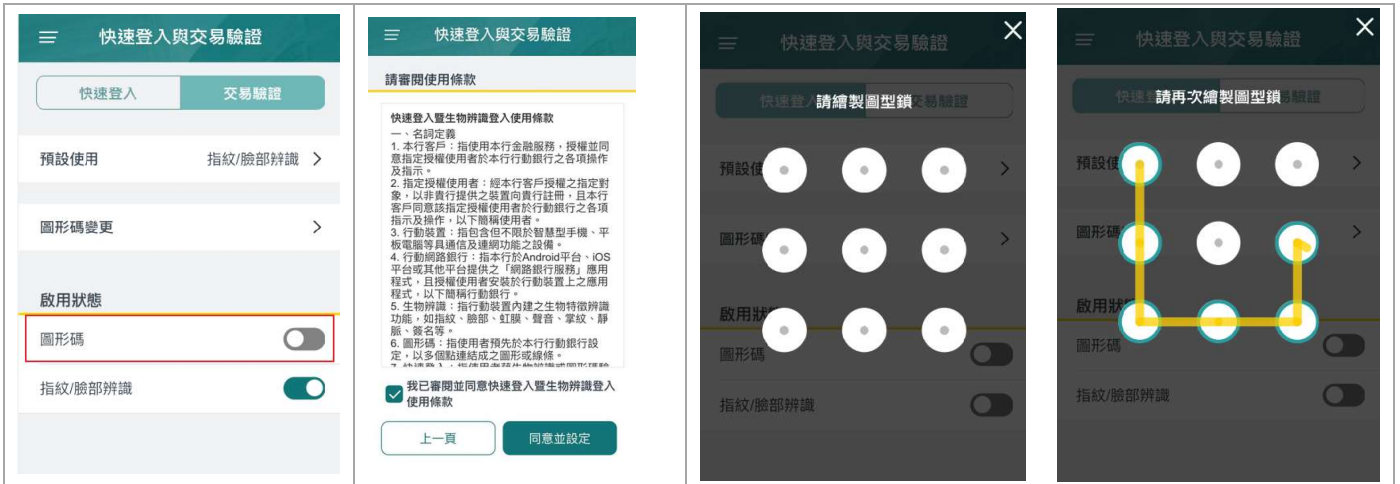 快速登入與交易驗證
快速登入
交易驗證
預設使用
指紋/臉部辨識
圖形碼變更
啟用狀態
圖形碼
指紋/臉部辨識
快速登入與交易驗證
請審閱使用條款
快速登入暨生物辨識登入使用條款
一、名詞定義
1. 本行客戶：指使用本行金融服務，授權並同
意指定授權使用者於本行行動銀行之各項操作
及指示。
2. 指定授權使用者：經本行客戶授權之指定對
象，以非貴行提供之裝置向貴行註冊，且本行
客戶同意該指定授權使用者於行動銀行之各項
指示及操作，以下簡稱使用者。
3. 行動裝置：指包含但不限於智慧型手機、平
板電腦等具通信及連網功能之設備。
4. 行動網路銀行：指本行於Android平台、iOS
平台或其他平台提供之「網路銀行服務」應用
程式，且授權使用者安裝於行動裝置上之應用
程式，以下簡稱行動銀行。
5. 生物辨識：指行動裝置內建之生物特徵辨識
功能，如指紋、臉部、虹膜、聲音、掌紋、靜
脈、簽名等。
6. 圖形碼：指使用者預先於本行行動銀行設
定，以多個點連結成之圖形或線條。
我已審閱並同意快速登入暨生物辨識登入
使用條款
上一頁
同意並設定
快速登入與交易驗證
快速登入
請繪製圖型鎖
交易驗證
預設使
圖形碼
啟用狀
圖形碼
指紋/臉部辨識
快速登入與交易驗證
快速
請再次繪製圖型鎖
易驗證
預設使
圖形碼
啟用狀
圖形碼
指紋/臉部辨識